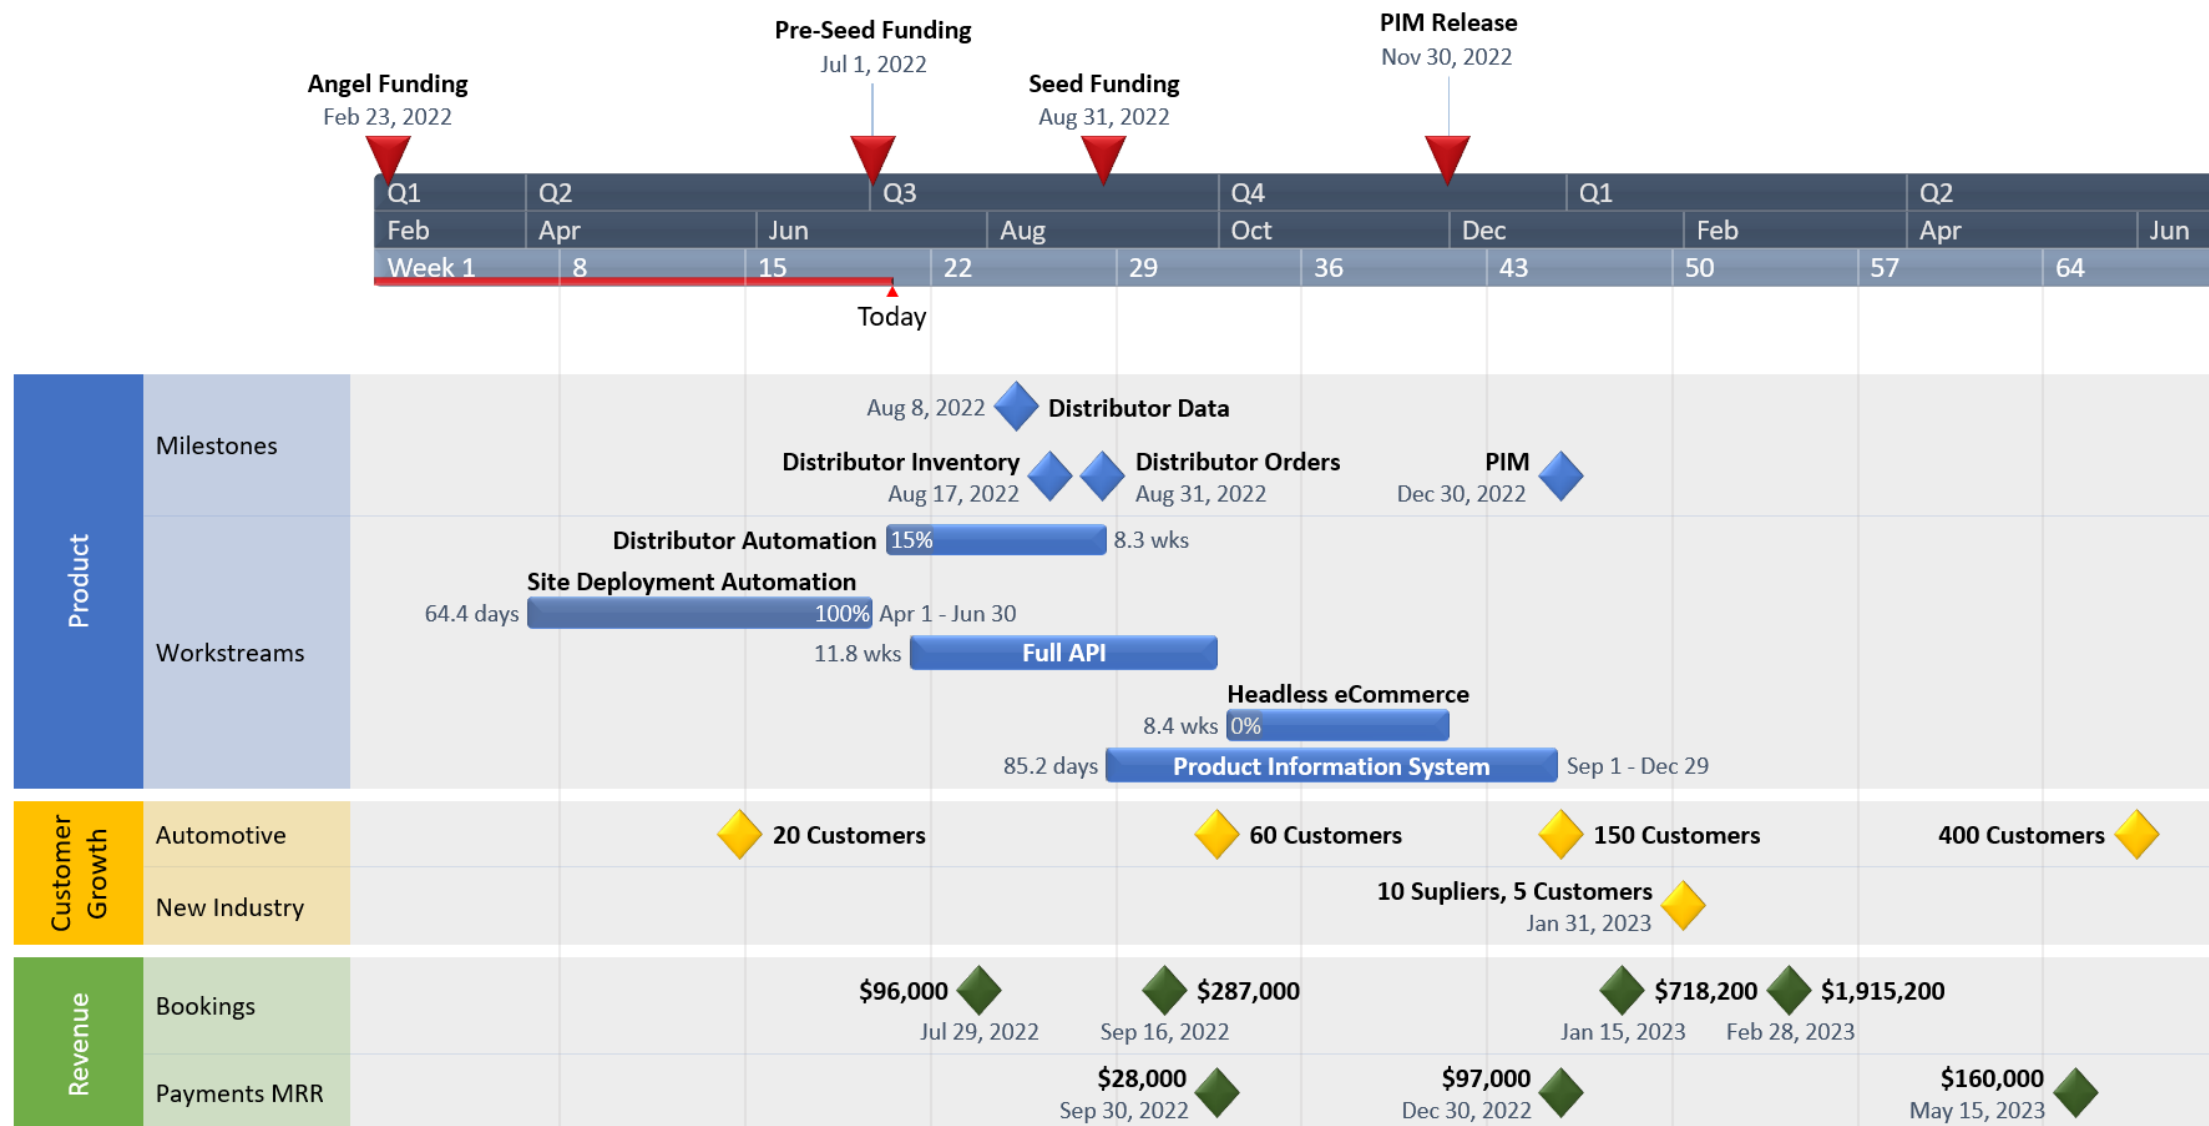 PIM Release
Pre-Seed Funding
Nov 30, 2022
Jul 1, 2022
Angel Funding
Seed Funding
Feb 23, 2022
Aug 31, 2022
Q1 Q2 Q3 Q4 Q1 Q2
Feb Apr Jun Aug Oct Dec Feb Apr Jun
Week 1 8 15 22 29 36 43 50 57 64
Today
Product
Milestones
Aug 8, 2022 Distributor Data
Distributor Inventory
Aug 17, 2022
Distributor Orders
Aug 31, 2022
PIM
Dec 30, 2022
Workstreams
Distributor Automation 15% 8.3 wks
Site Deployment Automation
64.4 days 100% Apr 1 - Jun 30
11.8 wks Full API
Headless eCommerce
8.4 wks 0%
85.2 days Product Information System Sep 1 - Dec 29
Customer
Growth
Automotive
20 Customers
60 Customers
150 Customers
400 Customers
New Industry
10 Supliers, 5 Customers
Jan 31, 2023
Revenue
Bookings
$96,000
Jul 29, 2022
$287,000
Sep 16, 2022
$718,200
Jan 15, 2023
$1,915,200
Feb 28, 2023
Payments MRR
$28,000
Sep 30, 2022
$97,000
Dec 30, 2022
$160,000
May 15, 2023